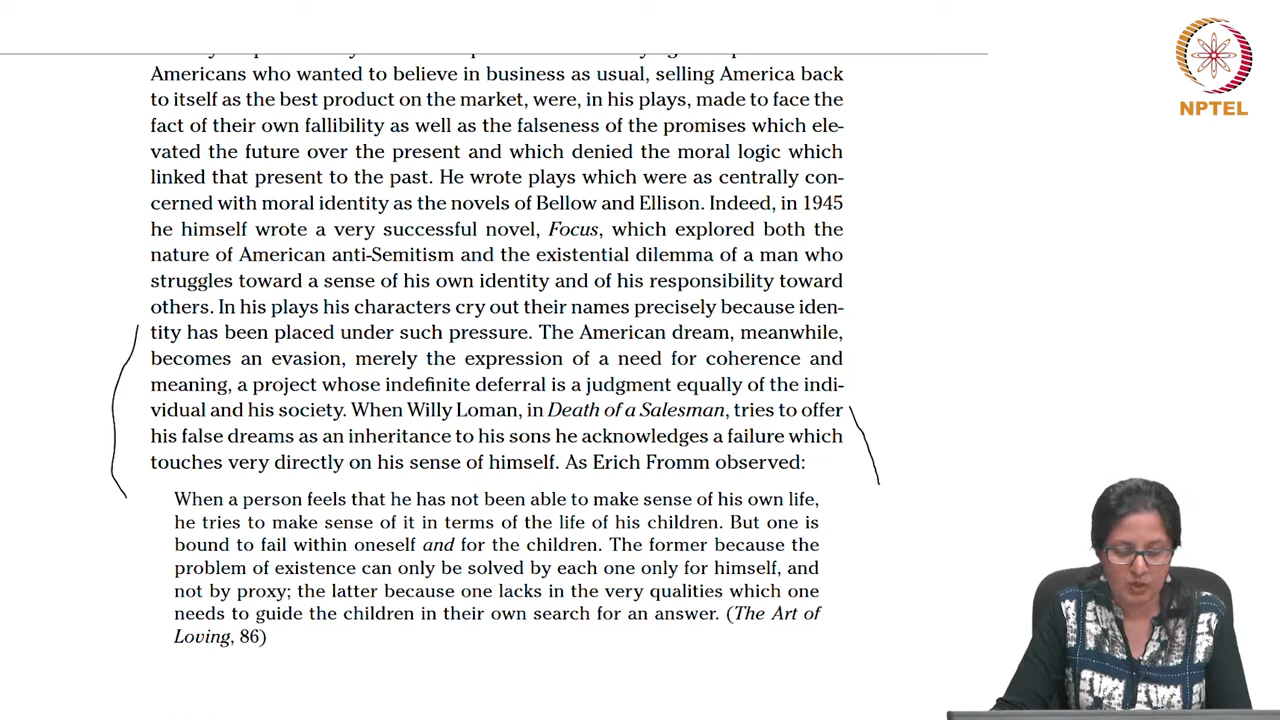 Americans who wanted to believe in business as usual, selling America back
to itself as the best product on the market, were, in his plays, made to face the
fact of their own fallibility as well as the falseness of the promises which ele-
vated the future over the present and which denied the moral logic which
linked that present to the past. He wrote plays which were as centrally con-
cerned with moral identity as the novels of Bellow and Ellison. Indeed, in 1945
he himself wrote a very successful novel, Focus, which explored both the
nature of American anti-Semitism and the existential dilemma of a man who
struggles toward a sense of his own identity and of his responsibility toward
others. In his plays his characters cry out their names precisely because iden-
tity has been placed under such pressure. The American dream, meanwhile,
becomes an evasion, merely the expression of a need for coherence and
meaning, a project whose indefinite deferral is a judgment equally of the indi-
vidual and his society. When Willy Loman, in Death of a Salesman, tries to offer
his false dreams as an inheritance to his sons he acknowledges a failure which
touches very directly on his sense of himself. As Erich Fromm observed:
When a person feels that he has not been able to make sense of his own life,
he tries to make sense of it in terms of the life of his children. But one is
bound to fail within oneself and for the children. The former because the
problem of existence can only be solved by each one only for himself, and
not by proxy; the latter because one lacks in the very qualities which one
needs to guide the children in their own search for an answer. (The Art of
Loving, 86)
NPTEL